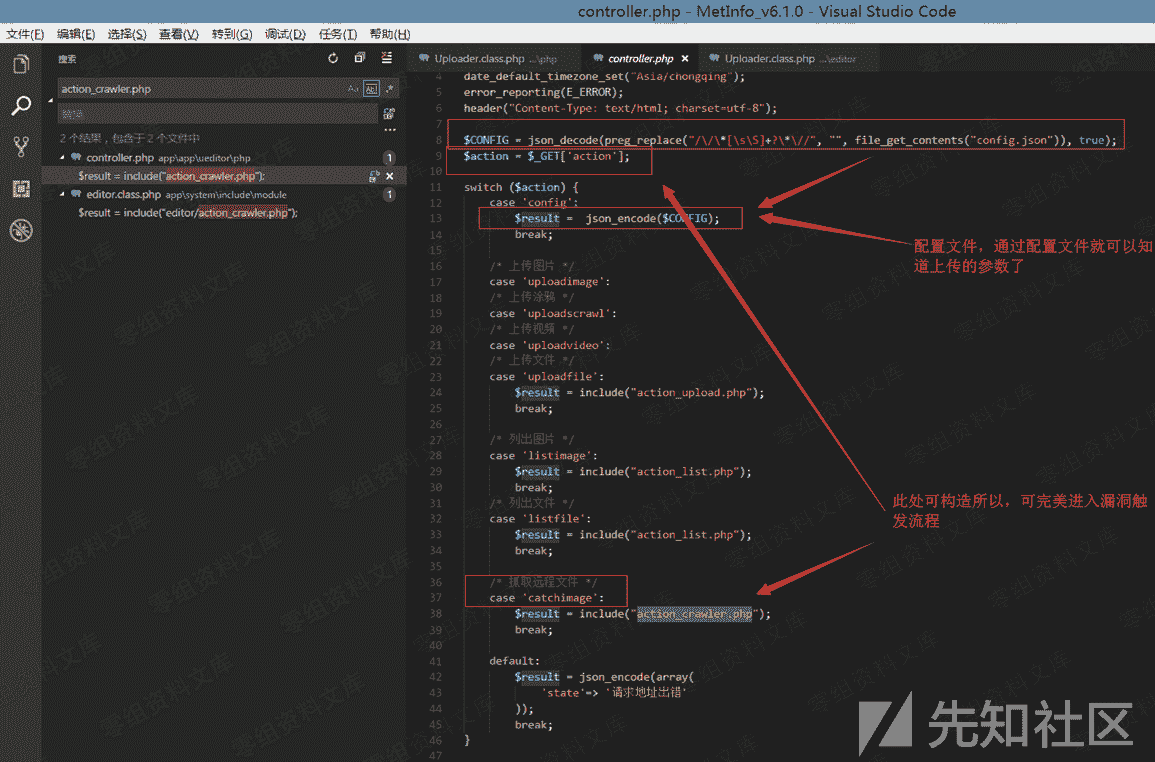 controller.php - MetInfo_v6.1.0 - Visual Studio Code
文件(F) 编辑(E) 选择(S) 查看(V) 转到(G) 调试(D) 任务(T) 帮助(H)
搜索
action_crawler.php
Aa Abl .*
替换
2 个结果，包含于 2 个文件中
controller.php app\app\ueditor\php 1
$result = include("action_crawler.php");
editor.class.php app\system\include\module 1
$result = include("editor/action_crawler.php");
Uploader.class.php ...\php controller.php Uploader.class.php ...\editor
4 date_default_timezone_set("Asia/chongqing");
5 error_reporting(E_ERROR);
6 header("Content-Type: text/html; charset=utf-8");
7
8 $CONFIG = json_decode(preg_replace("/\/\*[\s\S]+?\*\//", "", file_get_contents("config.json")), true);
9 $action = $_GET['action'];
10
11 switch ($action) {
12 case 'config':
13 $result =  json_encode($CONFIG);
14 break;
15
16 /* 上传图片 */
17 case 'uploadimage':
18 /* 上传涂鸦 */
19 case 'uploadscrawl':
20 /* 上传视频 */
21 case 'uploadvideo':
22 /* 上传文件 */
23 case 'uploadfile':
24 $result = include("action_upload.php");
25 break;
26
27 /* 列出图片 */
28 case 'listimage':
29 $result = include("action_list.php");
30 break;
31 /* 列出文件 */
32 case 'listfile':
33 $result = include("action_list.php");
34 break;
35
36 /* 抓取远程文件 */
37 case 'catchimage':
38 $result = include("action_crawler.php");
39 break;
40
41 default:
42 $result = json_encode(array(
43 'state'=> '请求地址出错'
44 ));
45 break;
46 }
47
配置文件，通过配置文件就可以知
道上传的参数了
此处可构造所以，可完美进入漏洞触
发流程
零组资料文库
先知社区